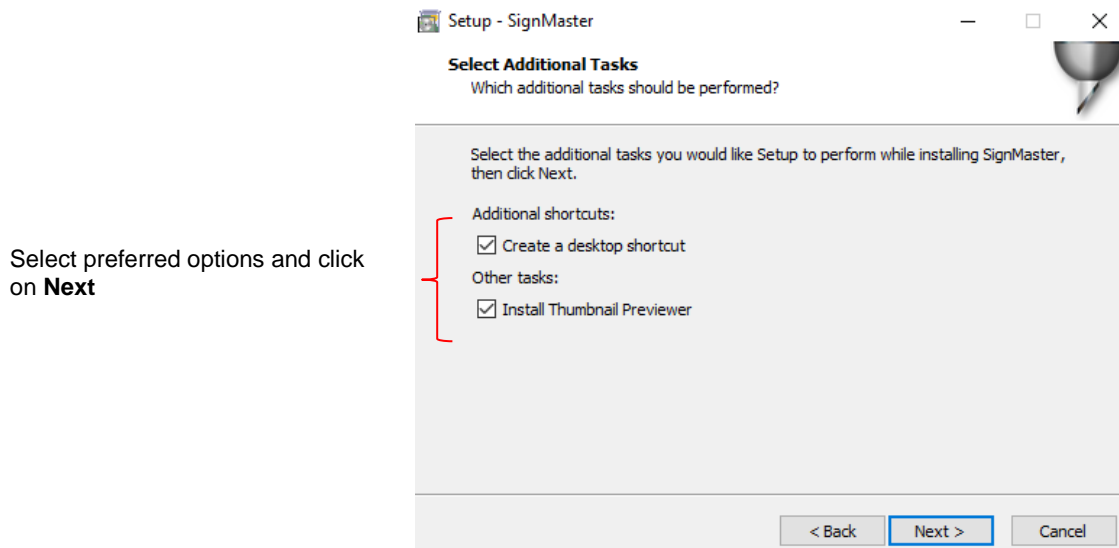 Setup - SignMaster
Select Additional Tasks
Which additional tasks should be performed?
Select the additional tasks you would like Setup to perform while installing SignMaster,
then click Next.
Additional shortcuts:
Create a desktop shortcut
Other tasks:
Install Thumbnail Previewer
Select preferred options and click
on Next
< Back
Next >
Cancel